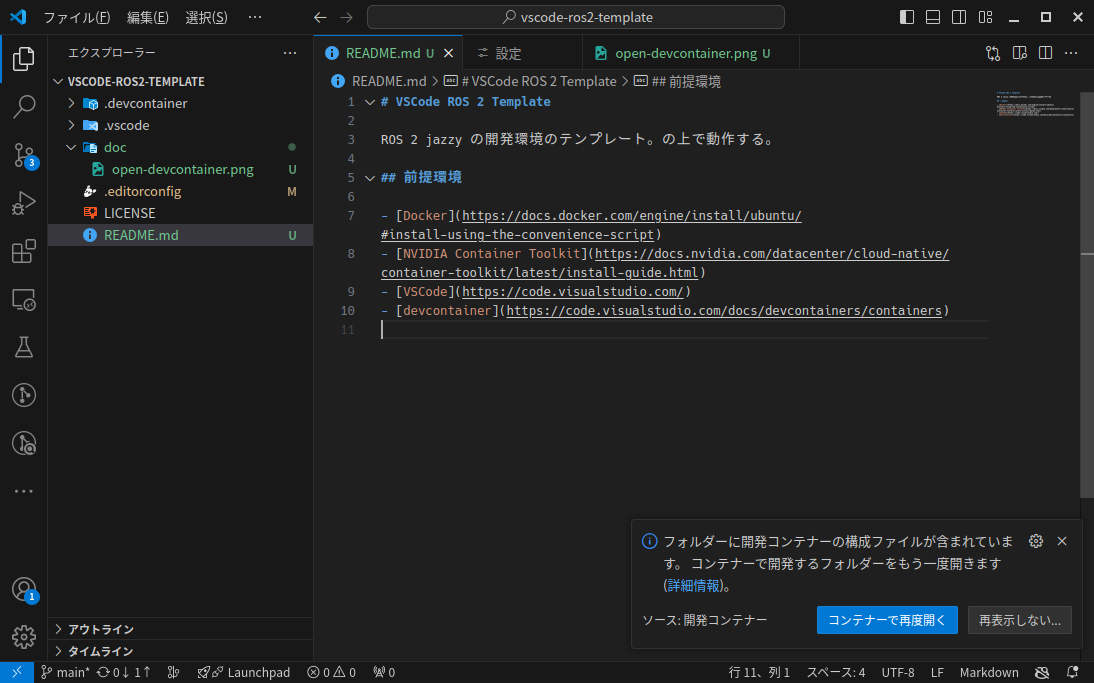 ファイル(F) 編集(E) 選択(S) ··· vscode-ros2-template
エクスプローラー ···
VSCODE-ROS2-TEMPLATE
.devcontainer
.vscode
doc
open-devcontainer.png U
.editorconfig M
LICENSE
README.md U
アウトライン
タイムライン
3
1
README.md U 設定 open-devcontainer.png U
README.md > # VSCode ROS 2 Template > ## 前提環境
1 # VSCode ROS 2 Template
2
3 ROS 2 jazzy の開発環境のテンプレート。の上で動作する。
4
5 ## 前提環境
6
7 - [Docker](https://docs.docker.com/engine/install/ubuntu/
#install-using-the-convenience-script)
8 - [NVIDIA Container Toolkit](https://docs.nvidia.com/datacenter/cloud-native/
container-toolkit/latest/install-guide.html)
9 - [VSCode](https://code.visualstudio.com/)
10 - [devcontainer](https://code.visualstudio.com/docs/devcontainers/containers)
11
フォルダーに開発コンテナーの構成ファイルが含まれていま
す。 コンテナーで開発するフォルダーをもう一度開きます
(詳細情報)。
ソース: 開発コンテナー コンテナーで再度開く 再表示しない...
main* 0↓ 1↑ Launchpad 0 0 0 行 11、列 1 スペース: 4 UTF-8 LF Markdown